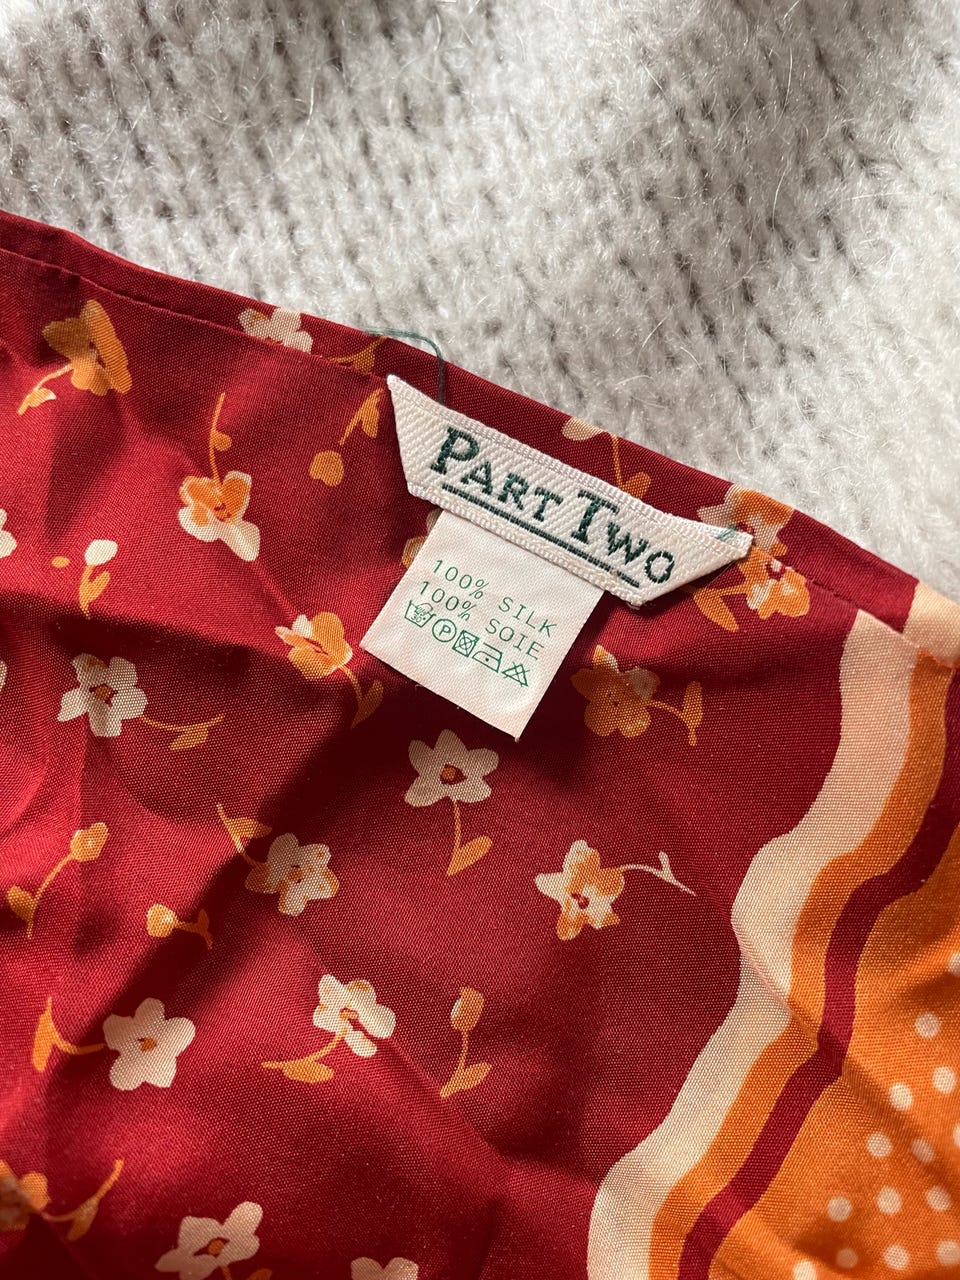 PART TWO
100% SILK
100% SOIE
P